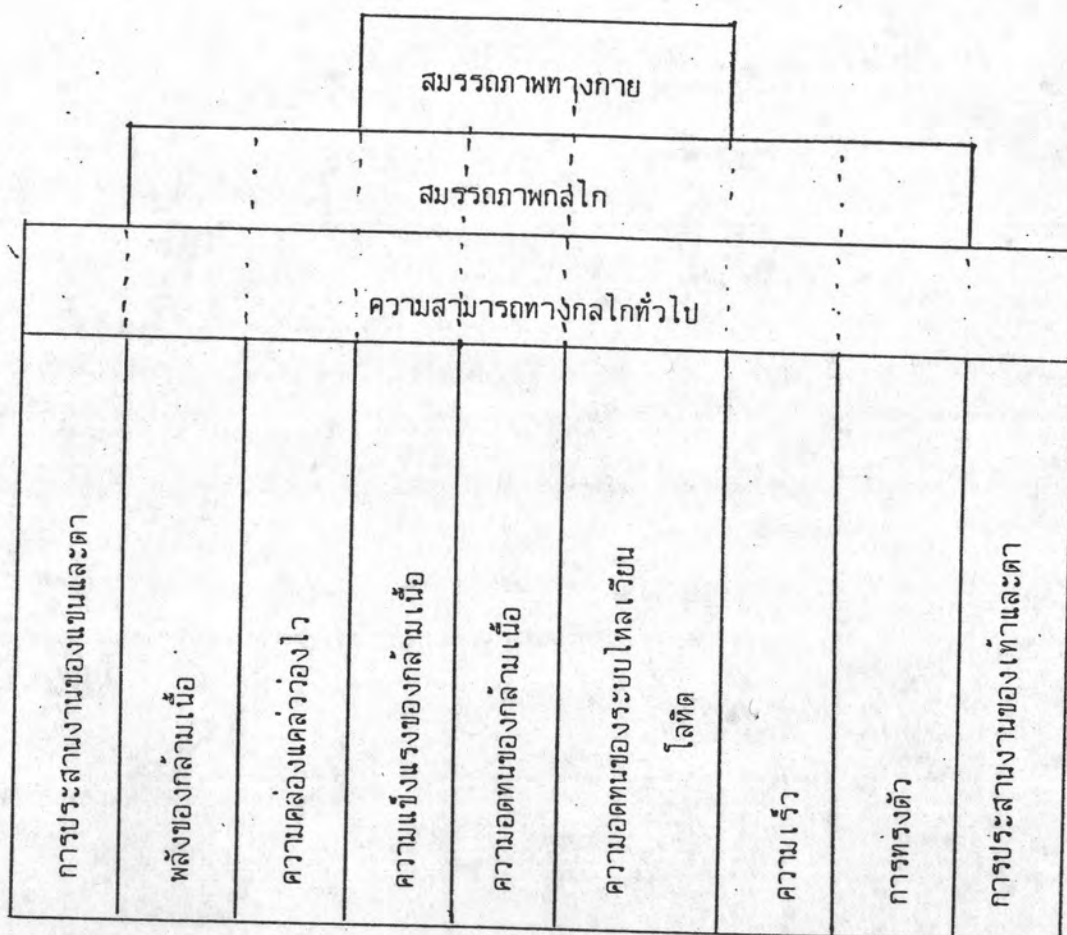 สมรรถภาพทางกาย
สมรรถภาพกลไก
ความสามารถทางกลไกทั่วไป
การประสานงานของแขนและตา
พลังของกล้ามเนื้อ
ความคล่องแคล่วว่องไว
ความแข็งแรงของกล้ามเนื้อ
ความอดทนของกล้ามเนื้อ
ความอดทนของระบบไหลเวียน
โลหิต
ความเร็ว
การทรงตัว
การประสานงานของเท้าและตา